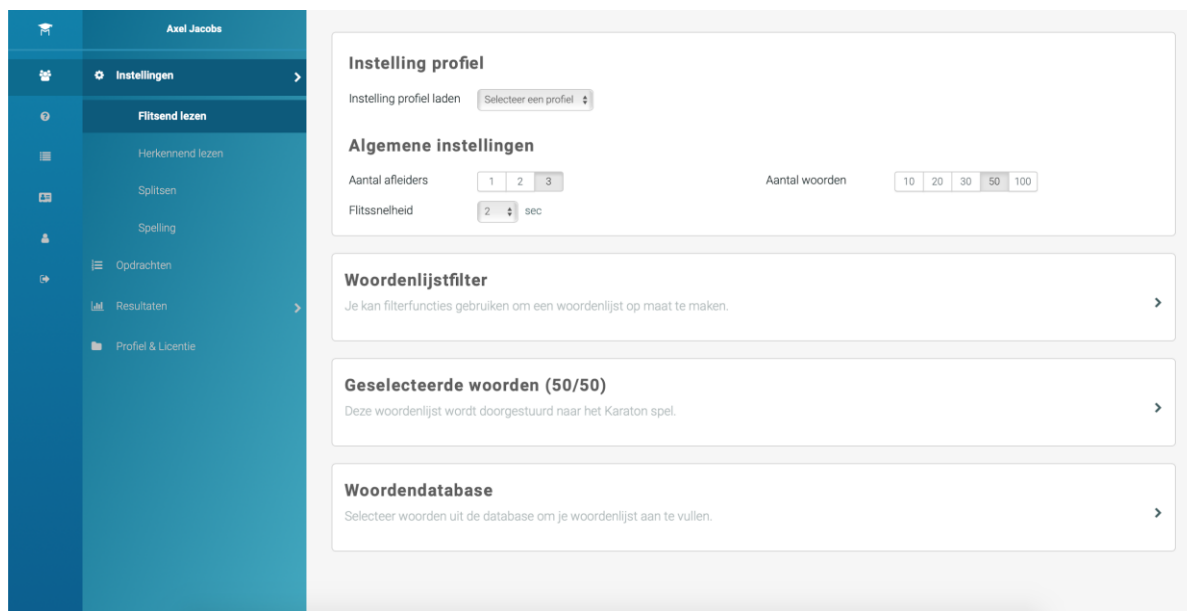 Axel Jacobs
Instellingen
Flitsend lezen
Herkennend lezen
Splitsen
Spelling
Opdrachten
Resultaten
Profiel & Licentie
Instelling profiel
Instelling profiel laden Selecteer een profiel
Algemene instellingen
Aantal afleiders 1 2 3 Aantal woorden 10 20 30 50 100
Flitssnelheid 2 sec
Woordenlijstfilter
Je kan filterfuncties gebruiken om een woordenlijst op maat te maken.
Geselecteerde woorden (50/50)
Deze woordenlijst wordt doorgestuurd naar het Karaton spel.
Woordendatabase
Selecteer woorden uit de database om je woordenlijst aan te vullen.